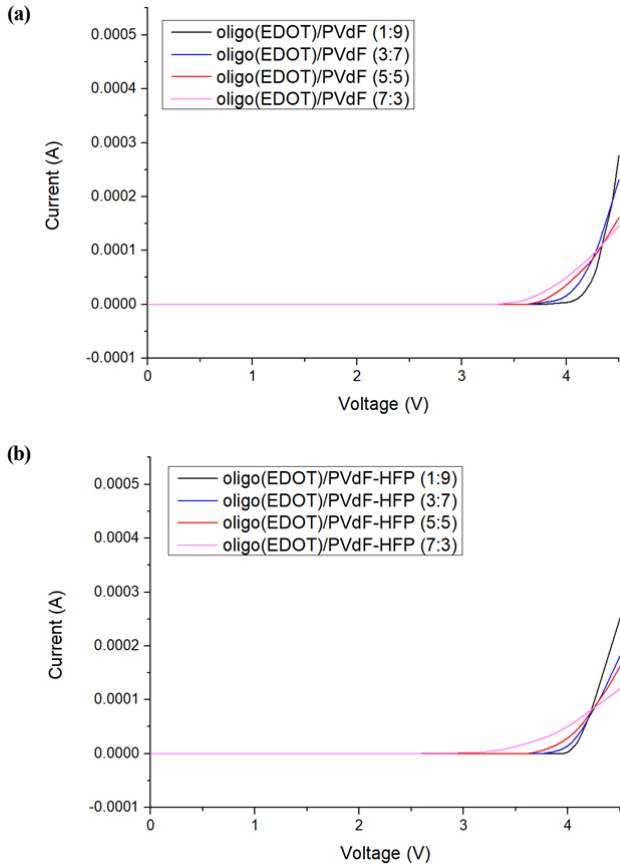 (a)
oligo(EDOT)/PVdF (1:9)
oligo(EDOT)/PVdF (3:7)
oligo(EDOT)/PVdF (5:5)
oligo(EDOT)/PVdF (7:3)
0.0005
0.0004
0.0003
0.0002
0.0001
0.0000
-0.0001
Current (A)
0 1 2 3 4
Voltage (V)
(b)
oligo(EDOT)/PVdF-HFP (1:9)
oligo(EDOT)/PVdF-HFP (3:7)
oligo(EDOT)/PVdF-HFP (5:5)
oligo(EDOT)/PVdF-HFP (7:3)
0.0005
0.0004
0.0003
0.0002
0.0001
0.0000
-0.0001
Current (A)
0 1 2 3 4
Voltage (V)